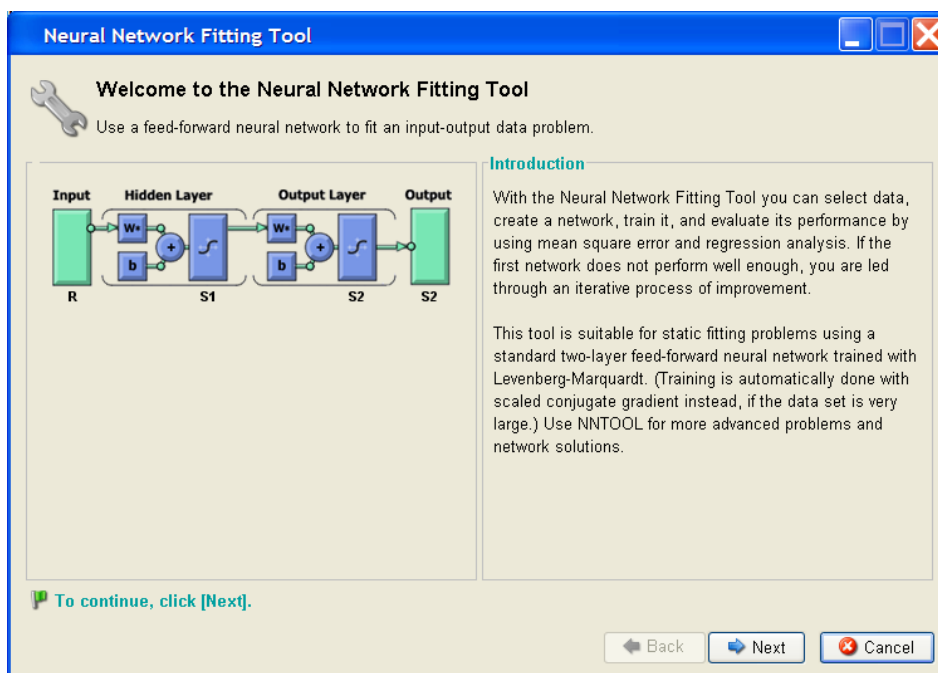 Neural Network Fitting Tool
Welcome to the Neural Network Fitting Tool
Use a feed-forward neural network to fit an input-output data problem.
Input Hidden Layer Output Layer Output
W W
b + b +
R S1 S2 S2
Introduction
With the Neural Network Fitting Tool you can select data,
create a network, train it, and evaluate its performance by
using mean square error and regression analysis. If the
first network does not perform well enough, you are led
through an iterative process of improvement.
This tool is suitable for static fitting problems using a
standard two-layer feed-forward neural network trained with
Levenberg-Marquardt. (Training is automatically done with
scaled conjugate gradient instead, if the data set is very
large.) Use NNTOOL for more advanced problems and
network solutions.
To continue, click [Next].
Back Next Cancel